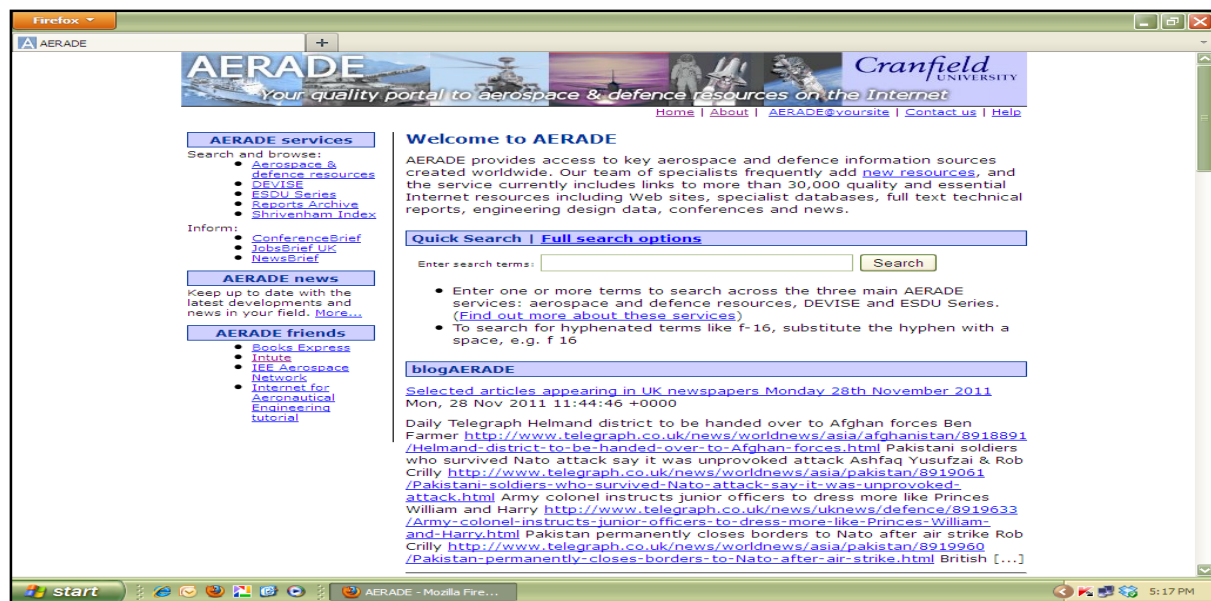 Firefox
AERADE
AERADE
Cranfield
UNIVERSITY
Your quality portal to aerospace & defence resources on the Internet
Home | About | AERADE@yoursite | Contact us | Help
AERADE services
Search and browse:
Aerospace &
defence resources
DEVISE
ESDU Series
Reports Archive
Shrivenham Index
Inform:
ConferenceBrief
JobsBrief UK
NewsBrief
AERADE news
Keep up to date with the
latest developments and
news in your field. More...
AERADE friends
Books Express
Intute
IEE Aerospace
Network
Internet for
Aeronautical
Engineering
tutorial
Welcome to AERADE
AERADE provides access to key aerospace and defence information sources
created worldwide. Our team of specialists frequently add new resources, and
the service currently includes links to more than 30,000 quality and essential
Internet resources including Web sites, specialist databases, full text technical
reports, engineering design data, conferences and news.
Quick Search | Full search options
Enter search terms:
Search
Enter one or more terms to search across the three main AERADE
services: aerospace and defence resources, DEVISE and ESDU Series.
(Find out more about these services)
To search for hyphenated terms like f-16, substitute the hyphen with a
space, e.g. f 16
blogAERADE
Selected articles appearing in UK newspapers Monday 28th November 2011
Mon, 28 Nov 2011 11:44:46 +0000
Daily Telegraph Helmand district to be handed over to Afghan forces Ben
Farmer http://www.telegraph.co.uk/news/worldnews/asia/afghanistan/8918891
/Helmand-district-to-be-handed-over-to-Afghan-forces.html Pakistani soldiers
who survived Nato attack say it was unprovoked attack Ashfaq Yusufzai & Rob
Crilly http://www.telegraph.co.uk/news/worldnews/asia/pakistan/8919061
/Pakistani-soldiers-who-survived-Nato-attack-say-it-was-unprovoked-
attack.html Army colonel instructs junior officers to dress more like Princes
William and Harry http://www.telegraph.co.uk/news/uknews/defence/8919633
/Army-colonel-instructs-junior-officers-to-dress-more-like-Princes-William-
and-Harry.html Pakistan permanently closes borders to Nato after air strike Rob
Crilly http://www.telegraph.co.uk/news/worldnews/asia/pakistan/8919960
/Pakistan-permanently-closes-borders-to-Nato-after-air-strike.html British [...]
start
AERADE - Mozilla Fire...
5:17 PM